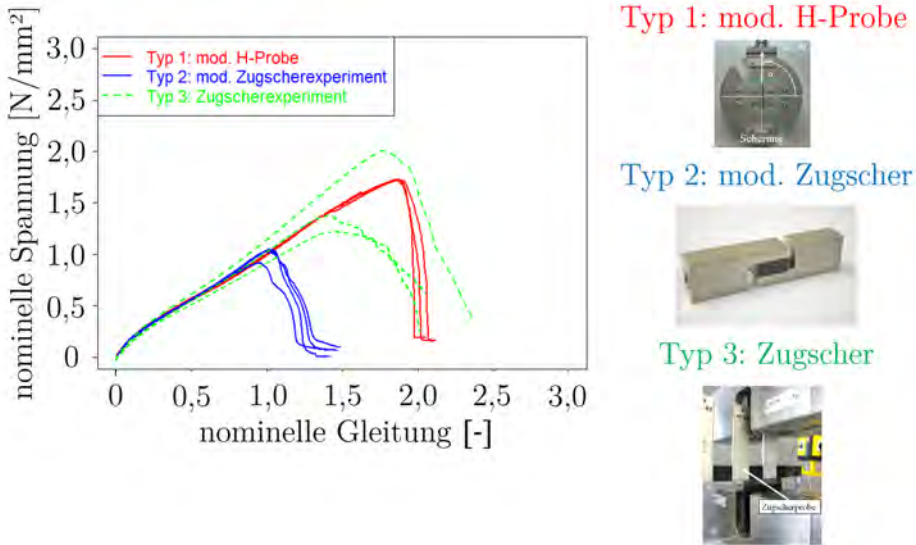 nominelle Spannung [N/mm²]
3,0
2,5
2,0
1,5
1,0
0,5
0
Typ 1: mod. H-Probe
Typ 2: mod. Zugscherexperiment
Typ 3: Zugscherexperiment
0 0,5 1,0 1,5 2,0 2,5 3,0
nominelle Gleitung [-]
Typ 1: mod. H-Probe
Scherung
Typ 2: mod. Zugscher
Typ 3: Zugscher
Zugscherprobe